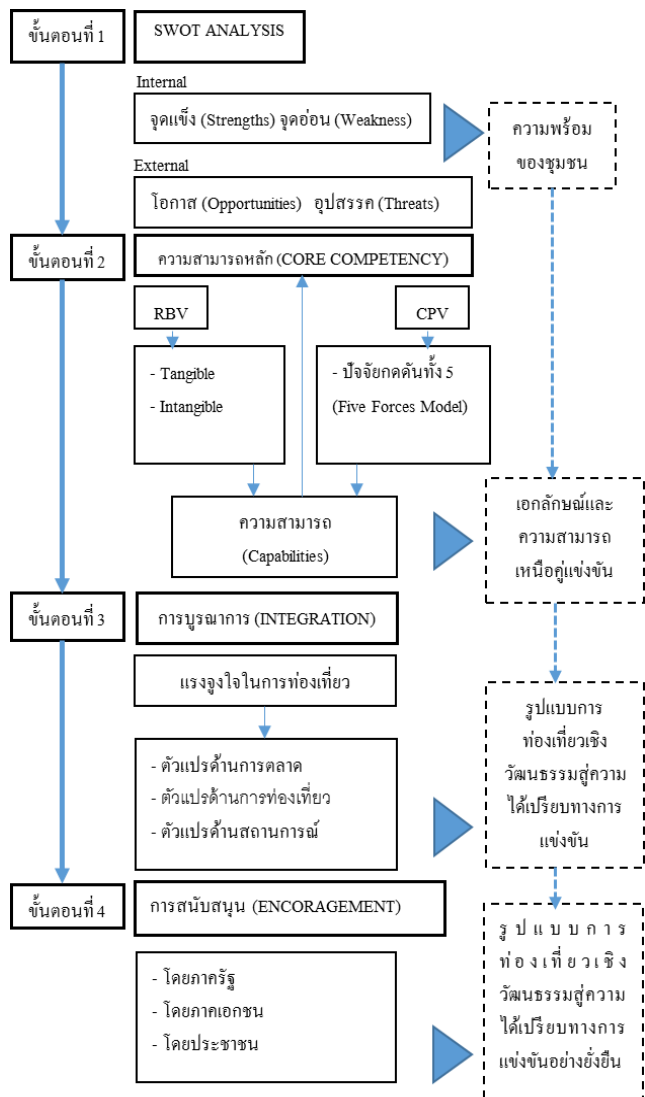 ขั้นตอนที่ 1
SWOT ANALYSIS
Internal
จุดแข็ง (Strengths) จุดอ่อน (Weakness)
ความพร้อม
ของชุมชน
External
โอกาส (Opportunities) อุปสรรค (Threats)
ขั้นตอนที่ 2
ความสามารถหลัก (CORE COMPETENCY)
RBV
CPV
- Tangible
- Intangible
- ปัจจัยกดดันทั้ง 5
(Five Forces Model)
ความสามารถ
(Capabilities)
เอกลักษณ์และ
ความสามารถ
เหนือคู่แข่งขัน
ขั้นตอนที่ 3
การบูรณาการ (INTEGRATION)
แรงจูงใจในการท่องเที่ยว
- ตัวแปรด้านการตลาด
- ตัวแปรด้านการท่องเที่ยว
- ตัวแปรด้านสถานการณ์
รูปแบบการ
ท่องเที่ยวเชิง
วัฒนธรรมสู่ความ
ได้เปรียบทางการ
แข่งขัน
ขั้นตอนที่ 4
การสนับสนุน (ENCORAGEMENT)
- โดยภาครัฐ
- โดยภาคเอกชน
- โดยประชาชน
รูปแบบการ
ท่องเที่ยวเชิง
วัฒนธรรมสู่ความ
ได้เปรียบทางการ
แข่งขันอย่างยั่งยืน